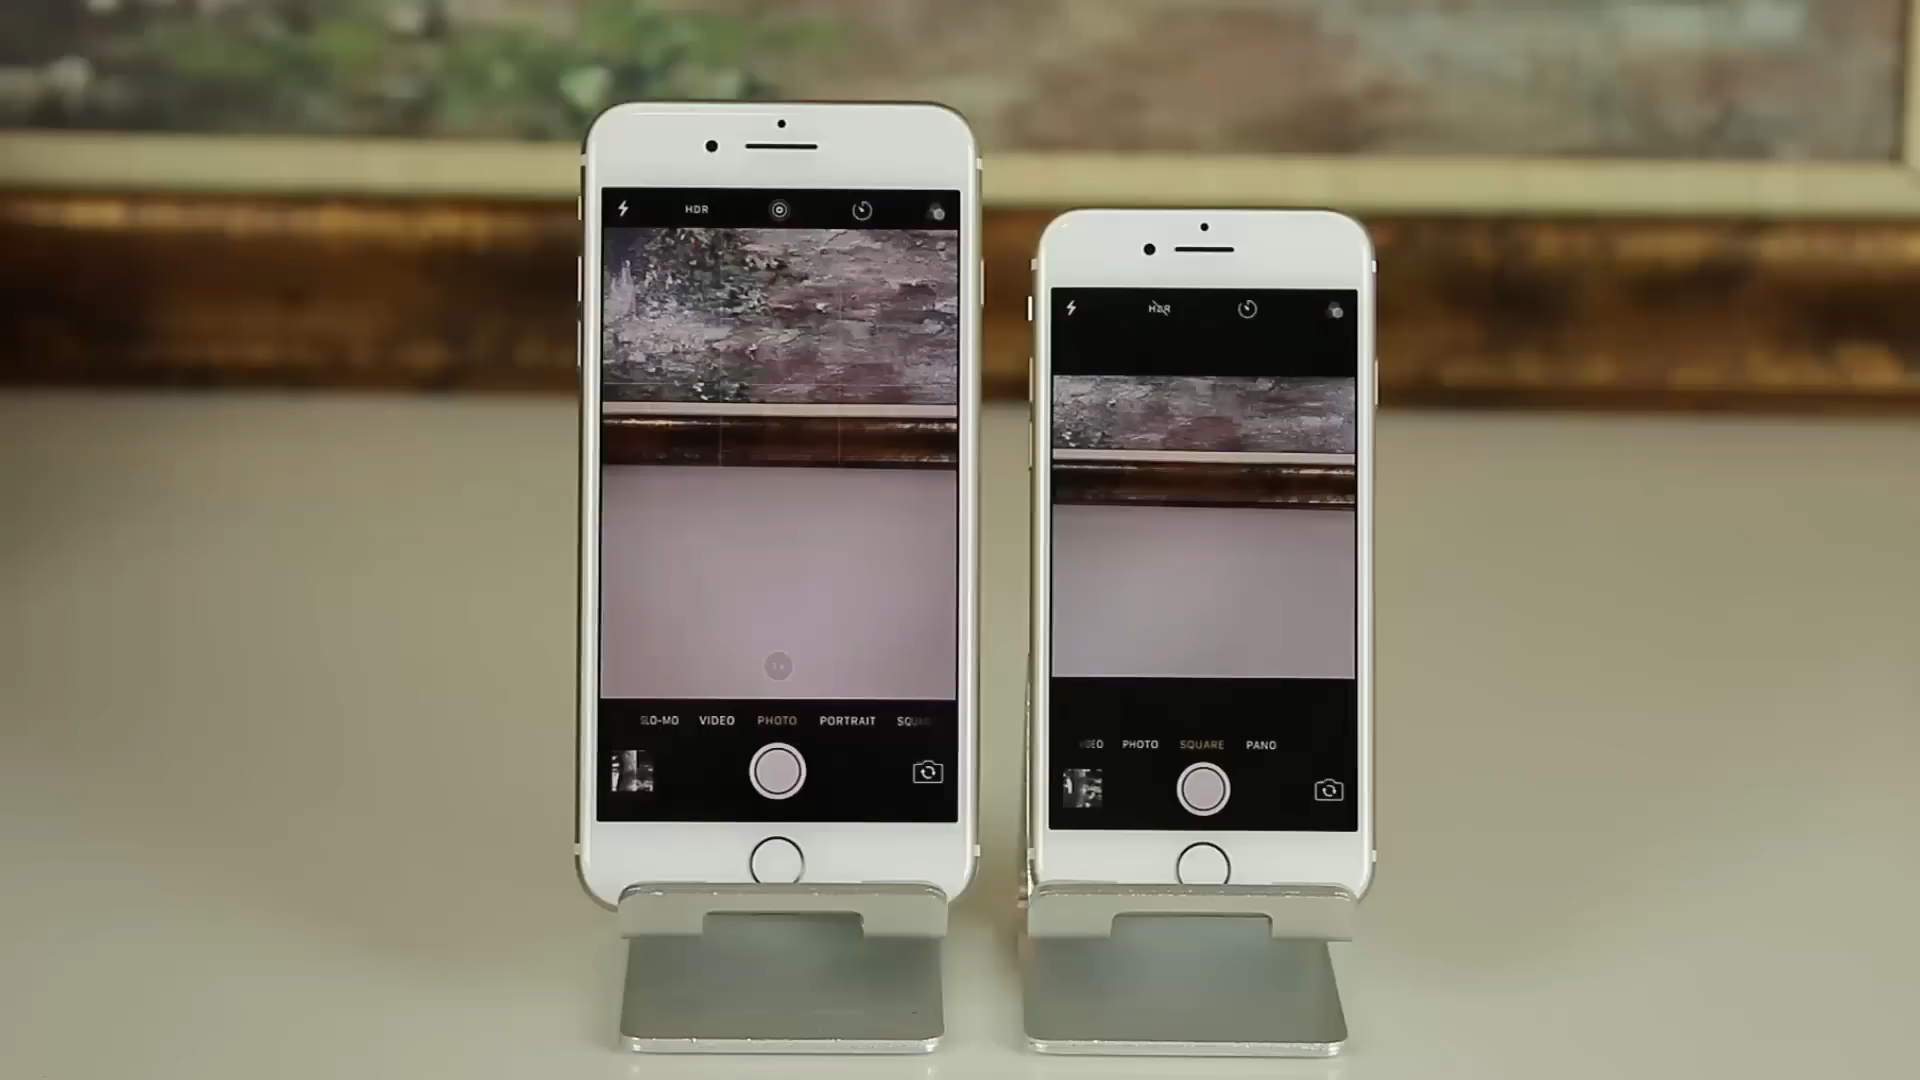 HDR
SLO-MO VIDEO PHOTO PORTRAIT
HDR
PHOTO SQUARE PANO